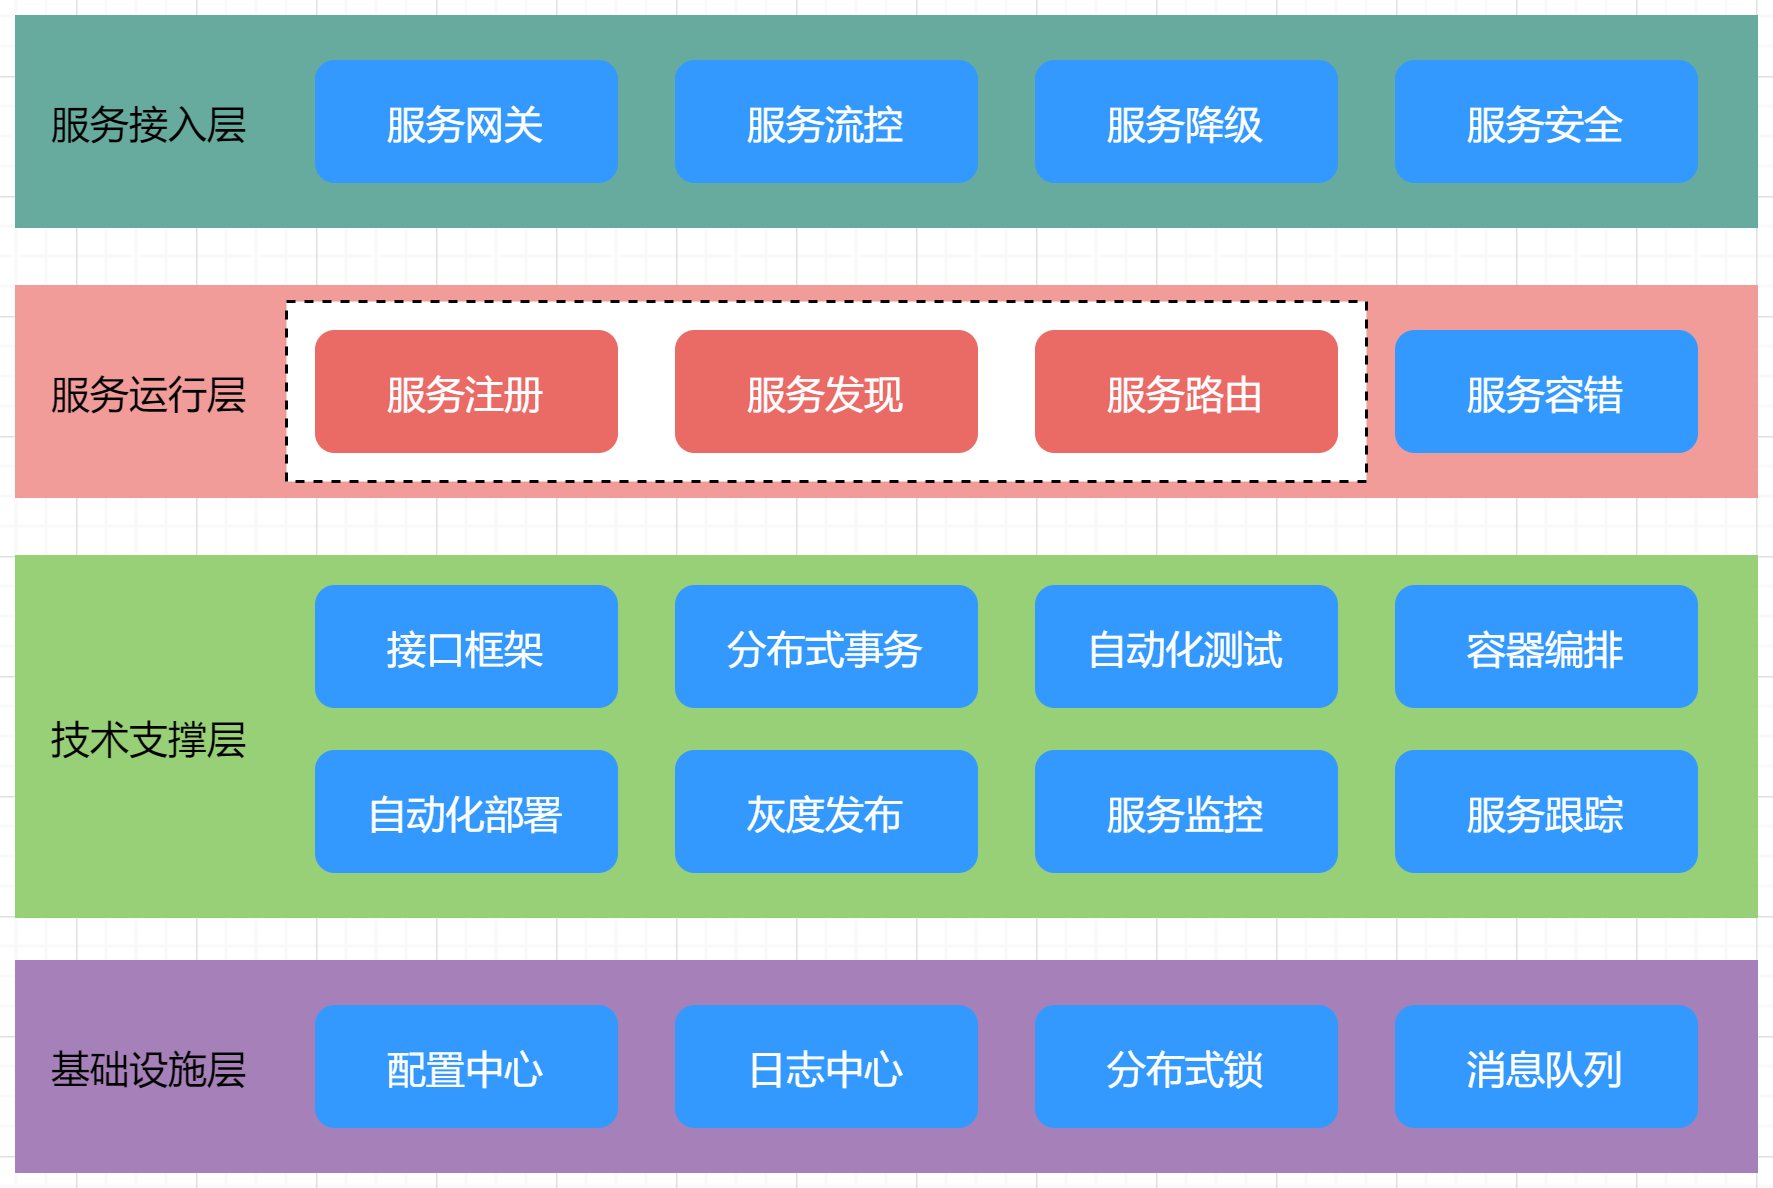 服务接入层
服务网关
服务流控
服务降级
服务安全
服务运行层
服务注册
服务发现
服务路由
服务容错
技术支撑层
接口框架
分布式事务
自动化测试
容器编排
自动化部署
灰度发布
服务监控
服务跟踪
基础设施层
配置中心
日志中心
分布式锁
消息队列